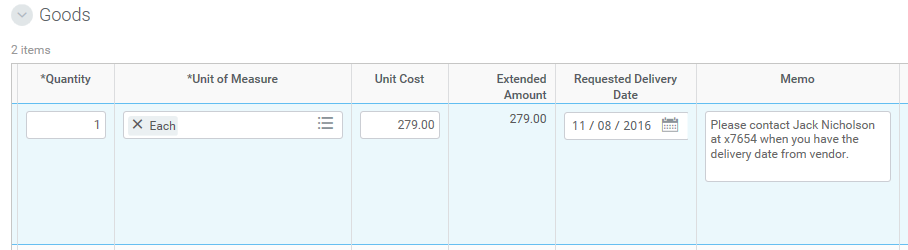 Goods
2 items
*Quantity
*Unit of Measure
Unit Cost
Extended
Amount
Requested Delivery
Date
Memo
1
Each
279.00
279.00
11 / 08 / 2016
Please contact Jack Nicholson
at x7654 when you have the
delivery date from vendor.